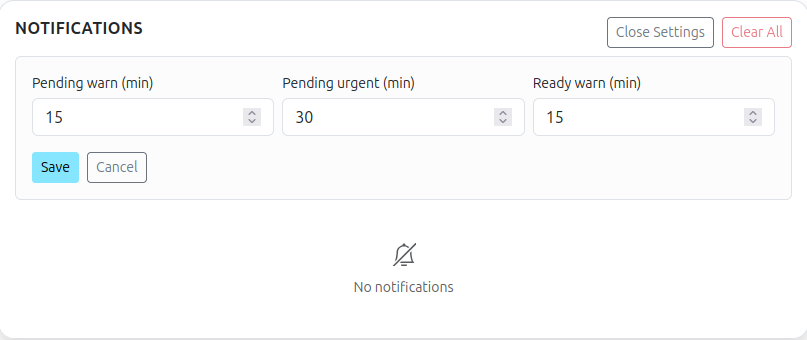 NOTIFICATIONS
Close Settings Clear All
Pending warn (min) Pending urgent (min) Ready warn (min)
15 30 15
Save Cancel
No notifications